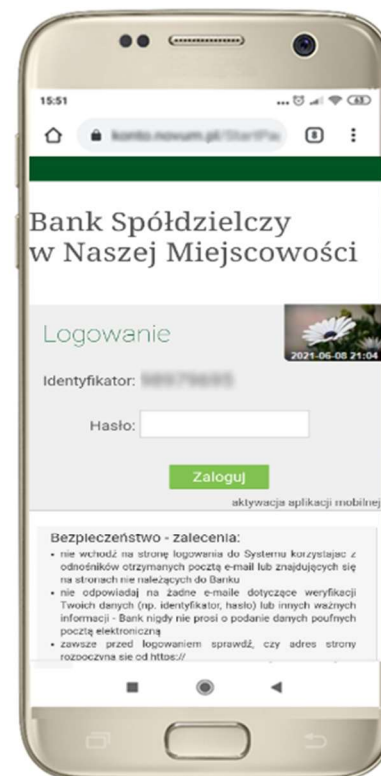 15:51
63
8
Bank Spółdzielczy
w Naszej Miejscowości
Logowanie
2021-06-08 21:04
Identyfikator:
Hasło:
Zaloguj
aktywacja aplikacji mobilnej
Bezpieczeństwo - zalecenia:
• nie wchodź na stronę logowania do Systemu korzystając z
odnośników otrzymanych pocztą e-mail lub znajdujących się
na stronach nie należących do Banku
• nie odpowiadaj na żadne e-maile dotyczące weryfikacji
Twoich danych (np. identyfikator, hasło) lub innych ważnych
informacji - Bank nigdy nie prosi o podanie danych poufnych
pocztą elektroniczną
• zawsze przed logowaniem sprawdź, czy adres strony
rozpoczyna się od https://